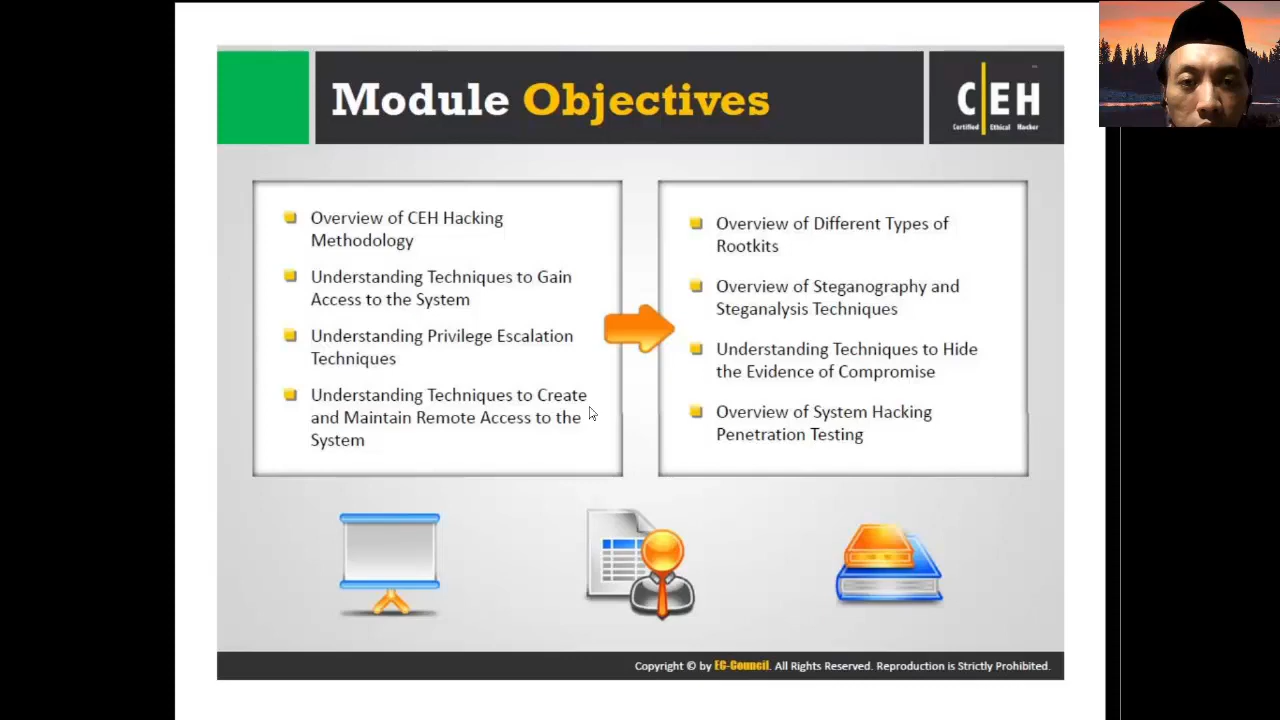 Module Objectives
C|EH
Certified Ethical Hacker
Overview of CEH Hacking
Methodology
Understanding Techniques to Gain
Access to the System
Understanding Privilege Escalation
Techniques
Understanding Techniques to Create
and Maintain Remote Access to the
System
Overview of Different Types of
Rootkits
Overview of Steganography and
Steganalysis Techniques
Understanding Techniques to Hide
the Evidence of Compromise
Overview of System Hacking
Penetration Testing
Copyright © by EC-Council. All Rights Reserved. Reproduction is Strictly Prohibited.